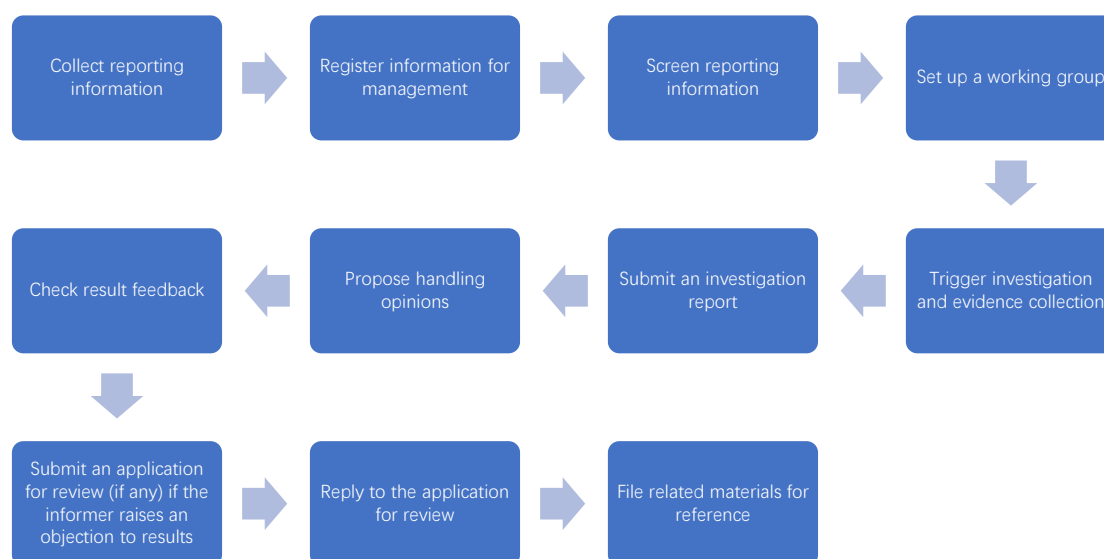 Collect reporting
information
Register information for
management
Screen reporting
information
Set up a working group
Trigger investigation
and evidence collection
Submit an investigation
report
Propose handling
opinions
Check result feedback
Submit an application
for review (if any) if the
informer raises an
objection to results
Reply to the application
for review
File related materials for
reference